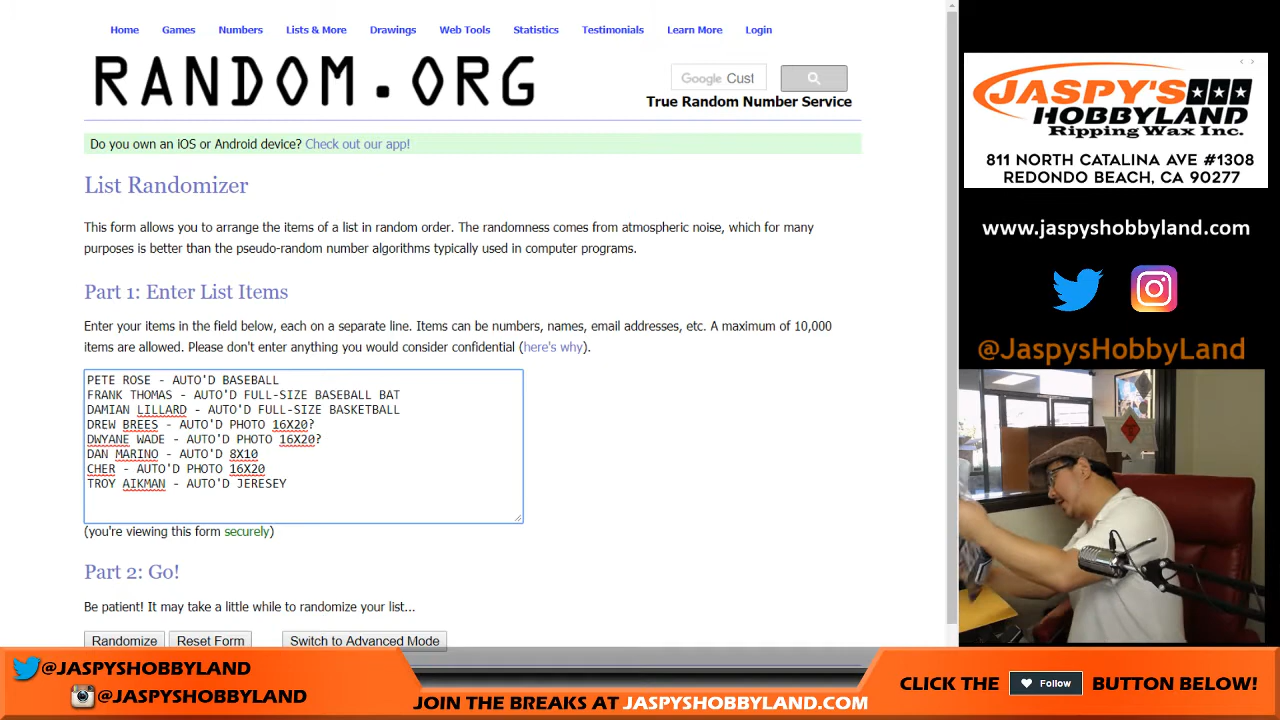 Home Games Numbers Lists & More Drawings Web Tools Statistics Testimonials Learn More Login
RANDOM.ORG
Google Cust
True Random Number Service
Do you own an iOS or Android device? Check out our app!
List Randomizer
This form allows you to arrange the items of a list in random order. The randomness comes from atmospheric noise, which for many
purposes is better than the pseudo-random number algorithms typically used in computer programs.
Part 1: Enter List Items
Enter your items in the field below, each on a separate line. Items can be numbers, names, email addresses, etc. A maximum of 10,000
items are allowed. Please don't enter anything you would consider confidential (here's why).
PETE ROSE - AUTO'D BASEBALL
FRANK THOMAS - AUTO'D FULL-SIZE BASEBALL BAT
DAMIAN LILLARD - AUTO'D FULL-SIZE BASKETBALL
DREW BREES - AUTO'D PHOTO 16X20?
DWYANE WADE - AUTO'D PHOTO 16X20?
DAN MARINO - AUTO'D 8X10
CHER - AUTO'D PHOTO 16X20
TROY AIKMAN - AUTO'D JERESEY
(you're viewing this form securely)
Part 2: Go!
Be patient! It may take a little while to randomize your list...
Randomize Reset Form Switch to Advanced Mode
JASPY'S
HOBBYLAND
Ripping Wax Inc.
811 NORTH CATALINA AVE #1308
REDONDO BEACH, CA 90277
www.jaspyshobbyland.com
@JaspysHobbyLand
@JASPYSHOBBYLAND
@JASPYSHOBBYLAND
JOIN THE BREAKS AT JASPYSHOBBYLAND.COM
CLICK THE Follow BUTTON BELOW!